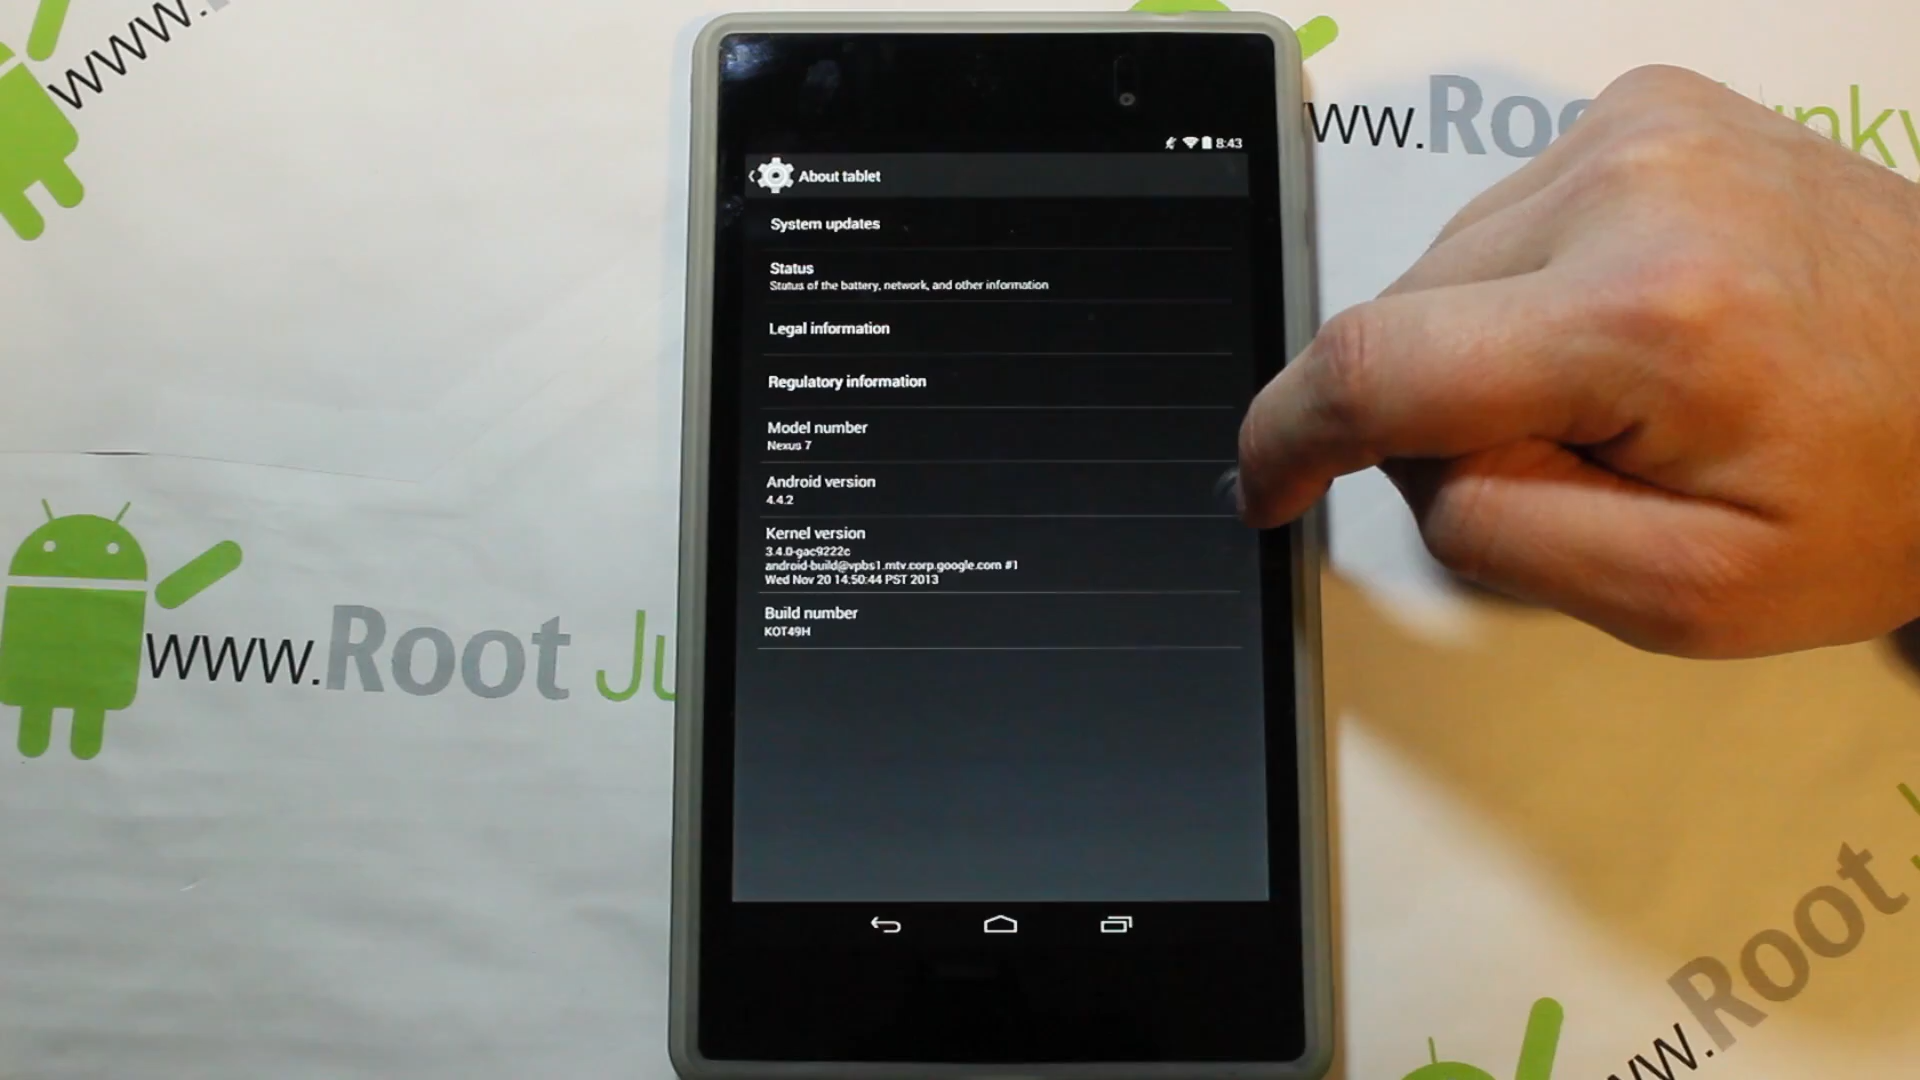 www.
www.Root Junky
8:43
About tablet
System updates
Status
Status of the battery, network, and other information
Legal information
Regulatory information
Model number
Nexus 7
Android version
4.4.2
Kernel version
3.4.0-gac9222c
android-build@vpbs1.mtv.corp.google.com #1
Wed Nov 20 14:50:44 PST 2013
Build number
KOT49H
www.Root Ju
www.Root J